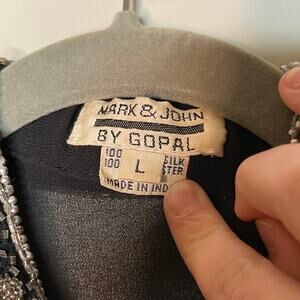 MARK & JOHN
BY GOPAL
100 SILK
100
L
MADE IN IND